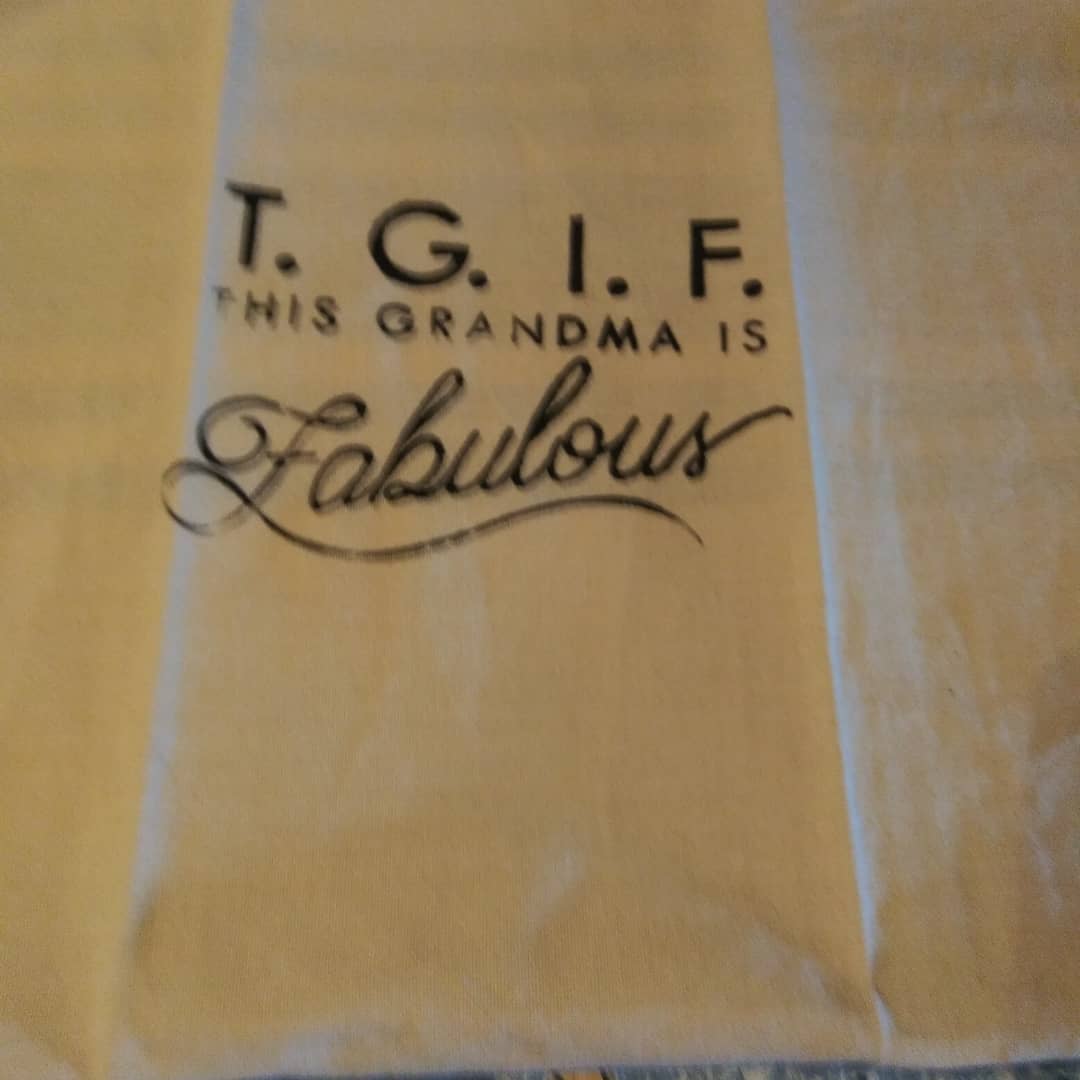 T. G. I. F.
THIS GRANDMA IS
Fabulous